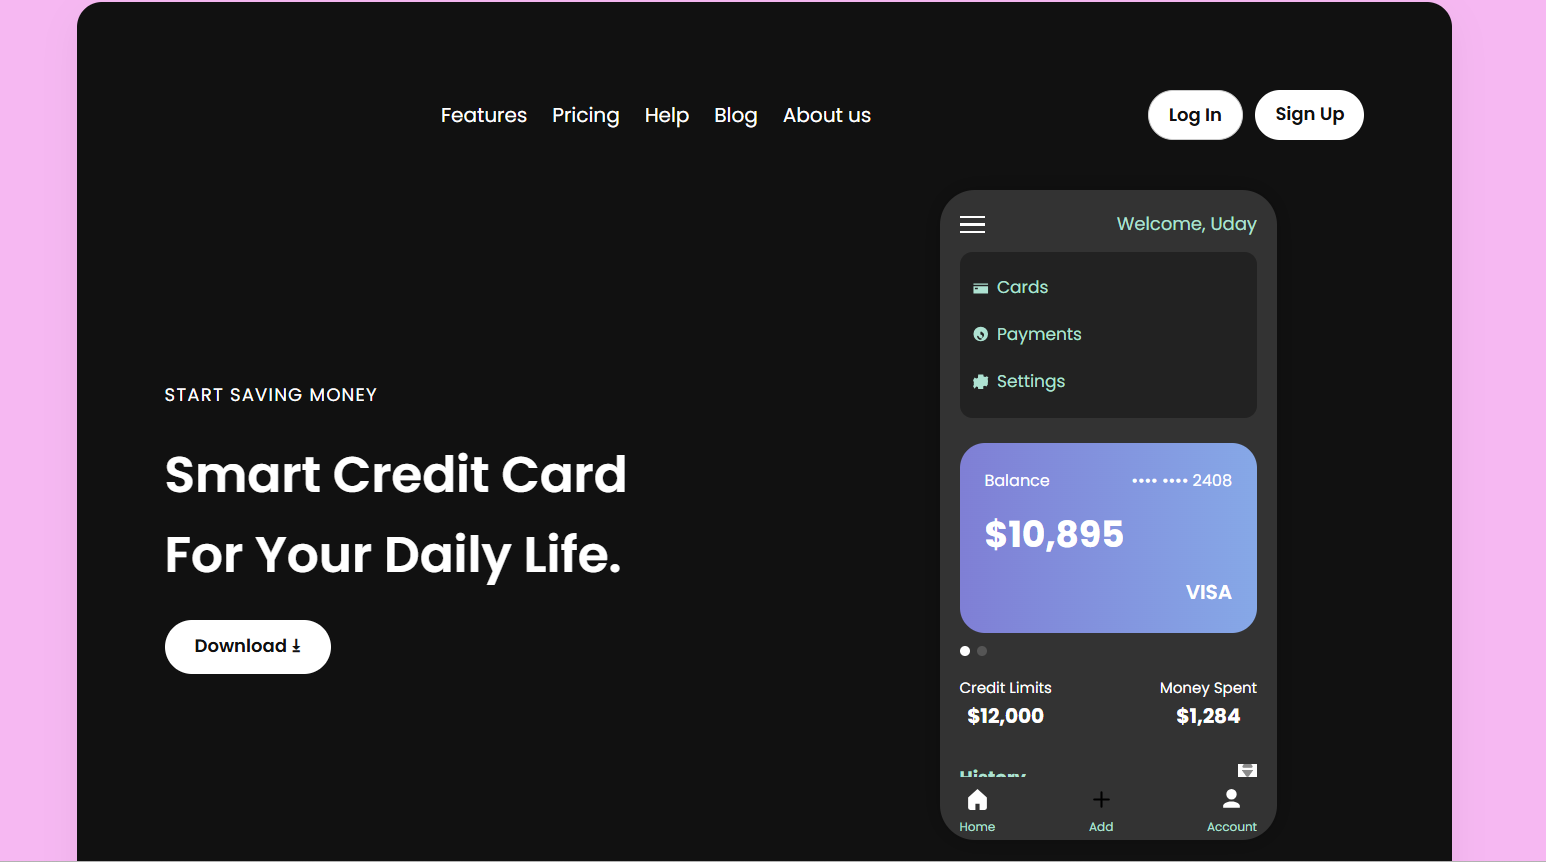 Features Pricing Help Blog About us
Log In Sign Up
START SAVING MONEY
Smart Credit Card
For Your Daily Life.
Download ⤓
Welcome, Uday
Cards
Payments
Settings
Balance •••• •••• 2408
$10,895
VISA
Credit Limits Money Spent
$12,000 $1,284
History
Home Add Account